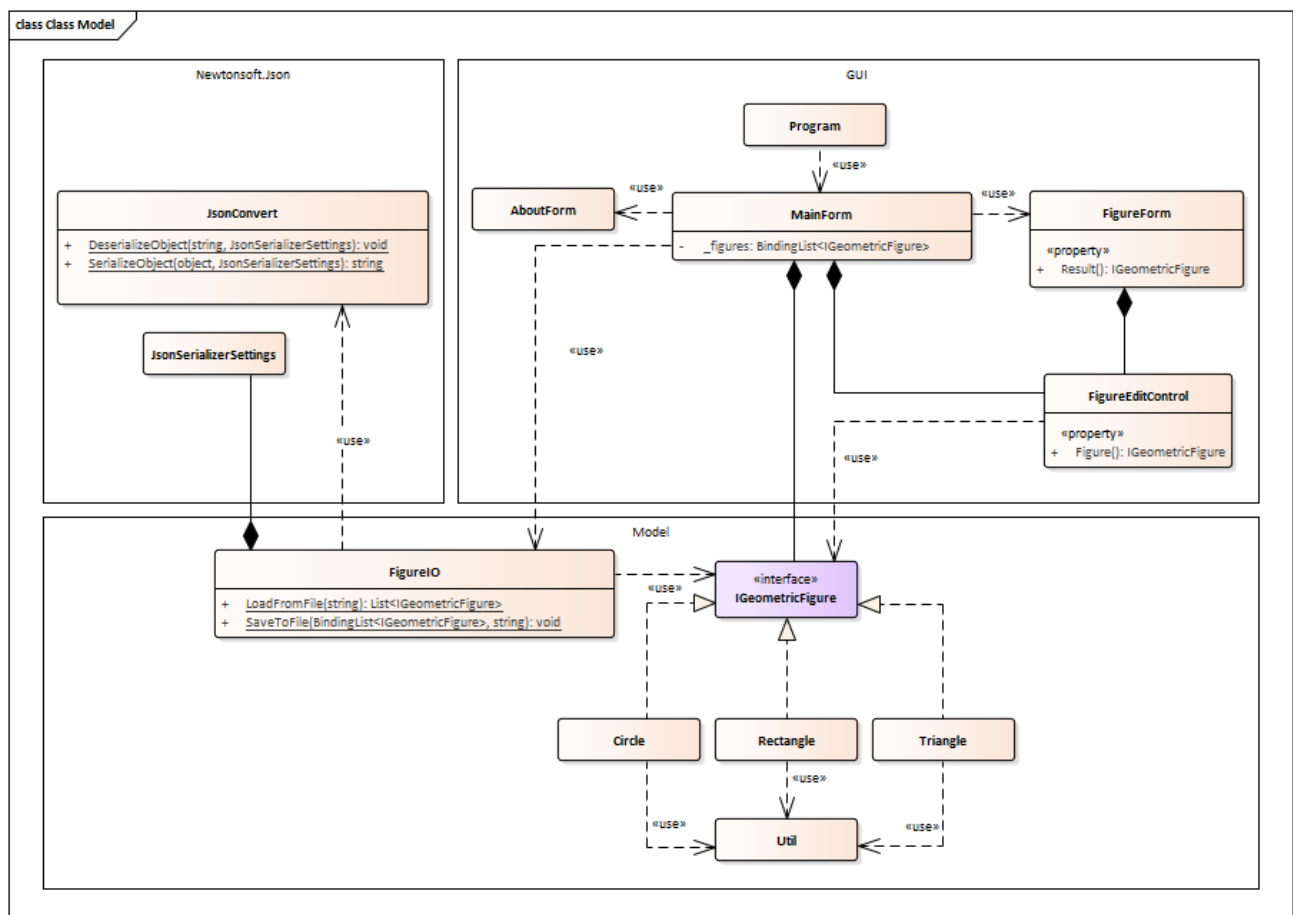 class Class Model
Newtonsoft.Json
GUI
Program
«use»
JsonConvert
+ DeserializeObject(string, JsonSerializerSettings): void
+ SerializeObject(object, JsonSerializerSettings): string
AboutForm
«use»
MainForm
- _figures: BindingList<IGeometricFigure>
«use»
FigureForm
«property»
+ Result(): IGeometricFigure
JsonSerializerSettings
«use»
«use»
FigureEditControl
«property»
+ Figure(): IGeometricFigure
«use»
Model
FigureIO
+ LoadFromFile(string): List<IGeometricFigure>
+ SaveToFile(BindingList<IGeometricFigure>, string): void
«use»
«interface»
IGeometricFigure
Circle
Rectangle
Triangle
«use»
«use»
«use»
Util